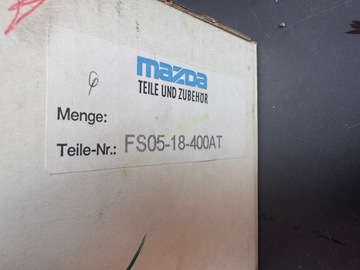 mazda
TEILE UND ZUBEHÖR
6
Menge:
Teile-Nr.: FS05-18-400AT